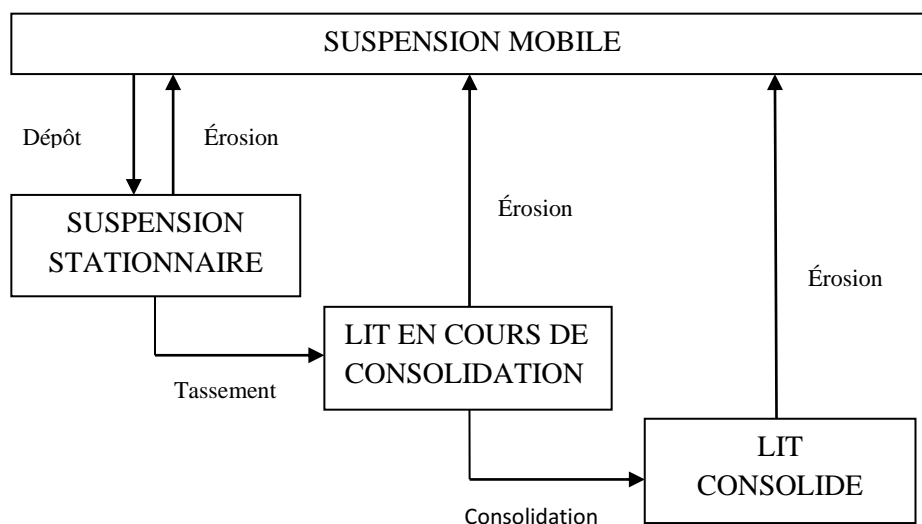 SUSPENSION MOBILE
Dépôt
Érosion
SUSPENSION
STATIONNAIRE
Érosion
Érosion
LIT EN COURS DE
CONSOLIDATION
Tassement
LIT
CONSOLIDE
Consolidation